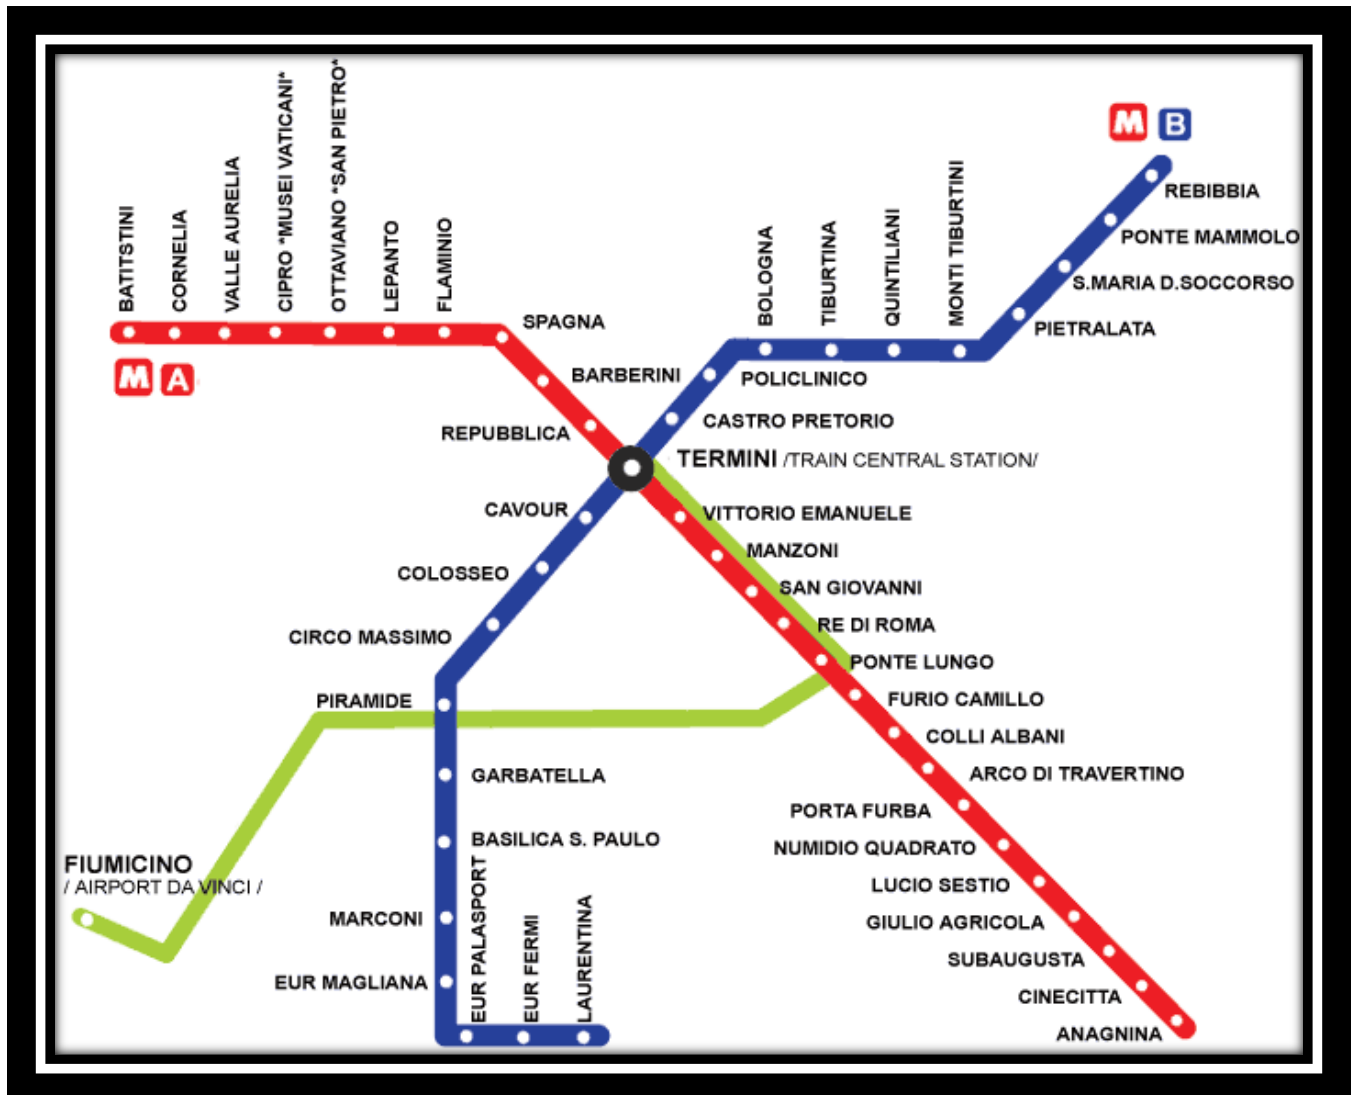 BATITSTINI
CORNELIA
VALLE AURELIA
CIPRO *MUSEI VATICANI*
OTTAVIANO *SAN PIETRO*
LEPANTO
FLAMINIO
SPAGNA
BARBERINI
REPUBBLICA
M A
M B
REBIBBIA
PONTE MAMMOLO
S.MARIA D.SOCCORSO
PIETRALATA
MONTI TIBURTINI
QUINTILIANI
TIBURTINA
BOLOGNA
POLICLINICO
CASTRO PRETORIO
TERMINI /TRAIN CENTRAL STATION/
CAVOUR
COLOSSEO
CIRCO MASSIMO
PIRAMIDE
GARBATELLA
BASILICA S. PAULO
MARCONI
EUR MAGLIANA
EUR PALASPORT
EUR FERMI
LAURENTINA
VITTORIO EMANUELE
MANZONI
SAN GIOVANNI
RE DI ROMA
PONTE LUNGO
FURIO CAMILLO
COLLI ALBANI
ARCO DI TRAVERTINO
PORTA FURBA
NUMIDIO QUADRATO
LUCIO SESTIO
GIULIO AGRICOLA
SUBAUGUSTA
CINECITTA
ANAGNINA
FIUMICINO
/ AIRPORT DA VINCI /